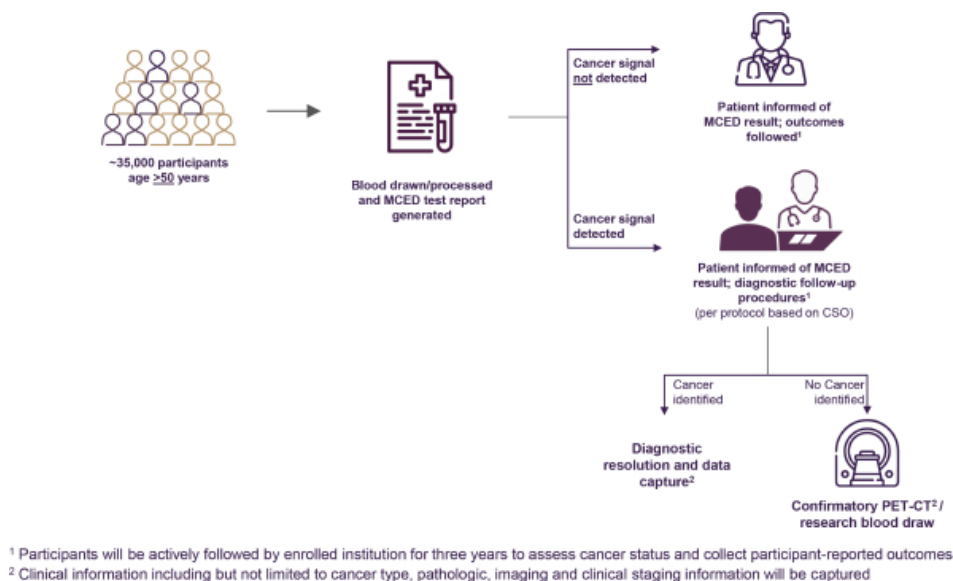 ~35,000 participants
age >50 years
Blood drawn/processed
and MCED test report
generated
Cancer signal
not detected
Patient informed of
MCED result; outcomes
followed¹
Cancer signal
detected
Patient informed of MCED
result; diagnostic follow-up
procedures¹
(per protocol based on CSO)
Cancer
identified
No Cancer
identified
Diagnostic
resolution and data
capture²
Confirmatory PET-CT²/
research blood draw
¹ Participants will be actively followed by enrolled institution for three years to assess cancer status and collect participant-reported outcomes
² Clinical information including but not limited to cancer type, pathologic, imaging and clinical staging information will be captured